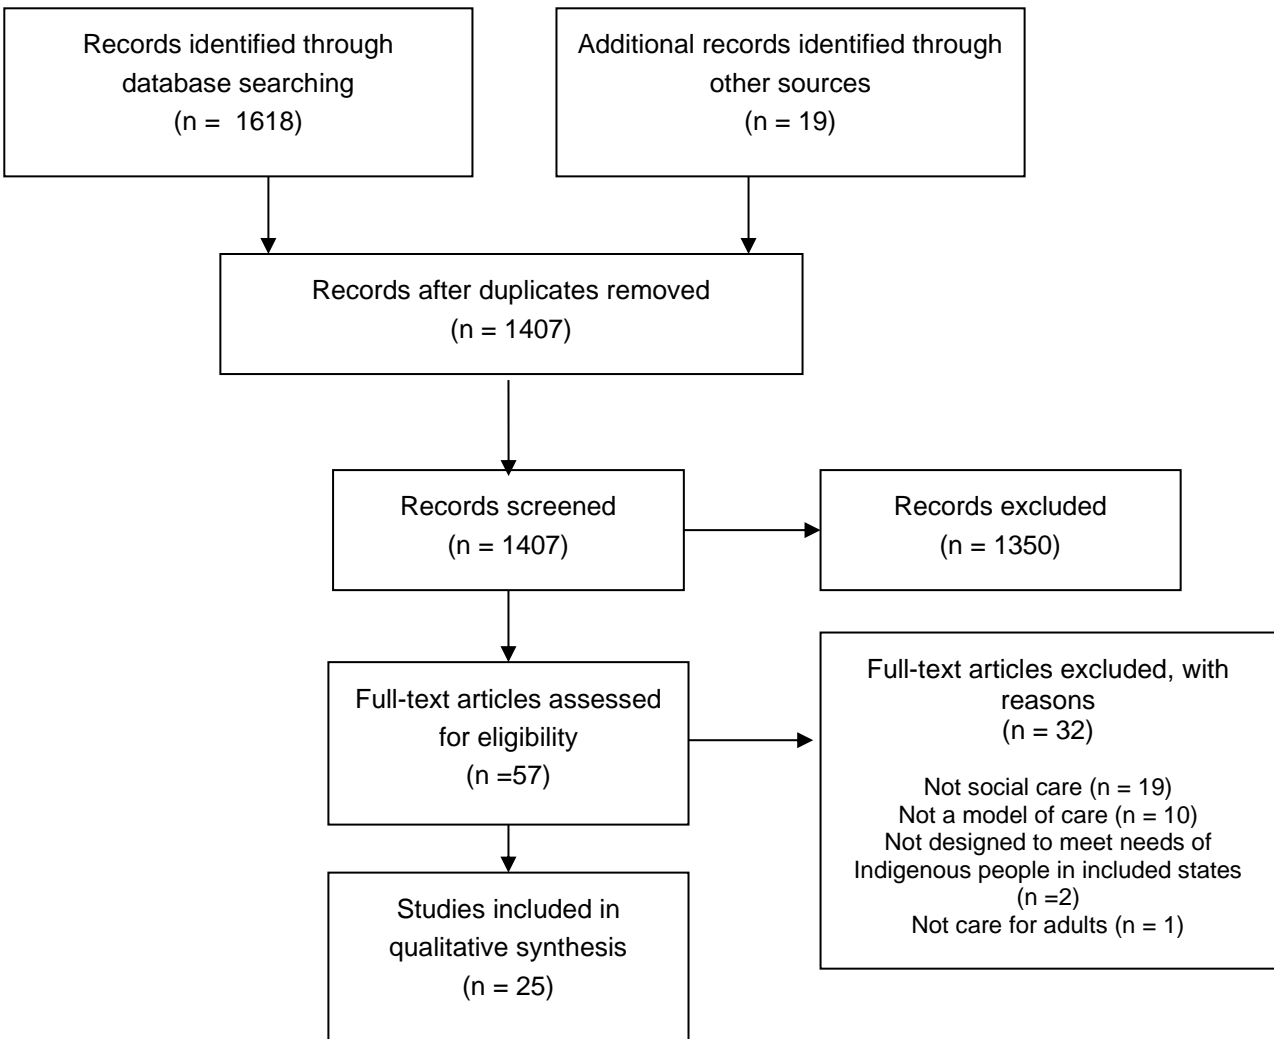 Records identified through
database searching
(n =  1618)
Additional records identified through
other sources
(n = 19)
Records after duplicates removed
(n = 1407)
Records screened
(n = 1407)
Records excluded
(n = 1350)
Full-text articles assessed
for eligibility
(n =57)
Full-text articles excluded, with
reasons
(n = 32)
Not social care (n = 19)
Not a model of care (n = 10)
Not designed to meet needs of
Indigenous people in included states
(n =2)
Not care for adults (n = 1)
Studies included in
qualitative synthesis
(n = 25)